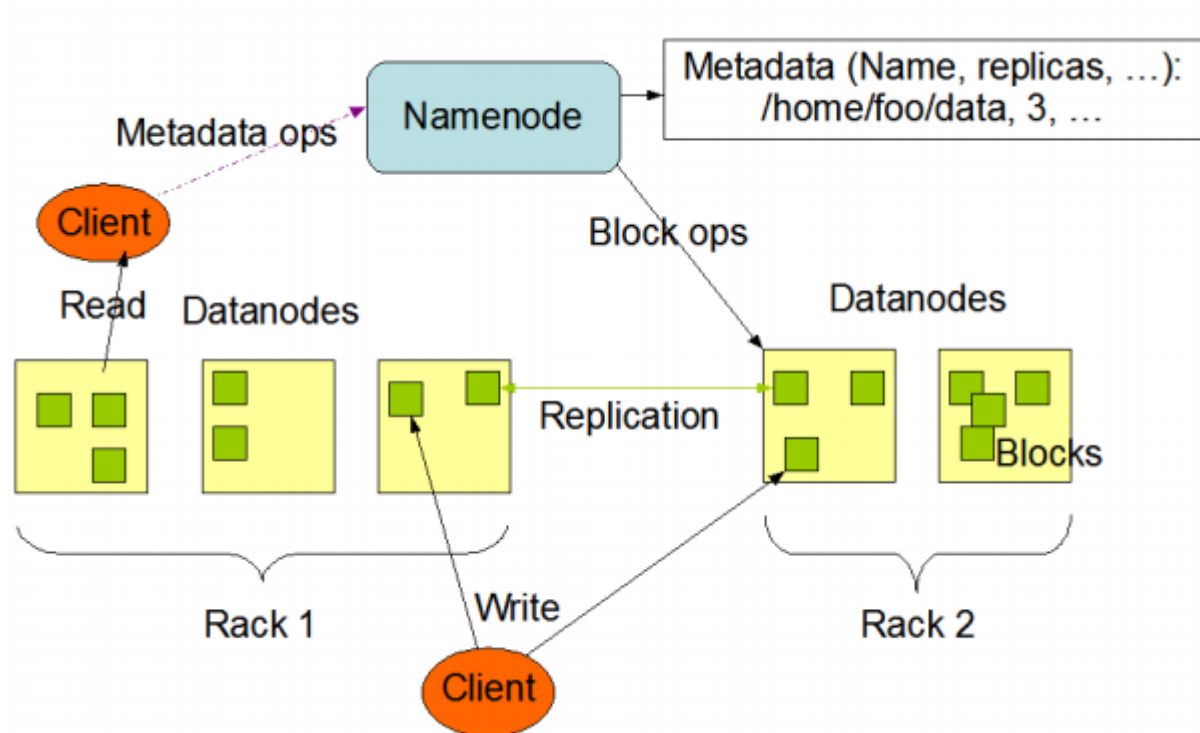 Metadata (Name, replicas, ...):
/home/foo/data, 3, ...
Namenode
Metadata ops
Client
Block ops
Read
Datanodes
Datanodes
Replication
Blocks
Rack 1
Write
Rack 2
Client